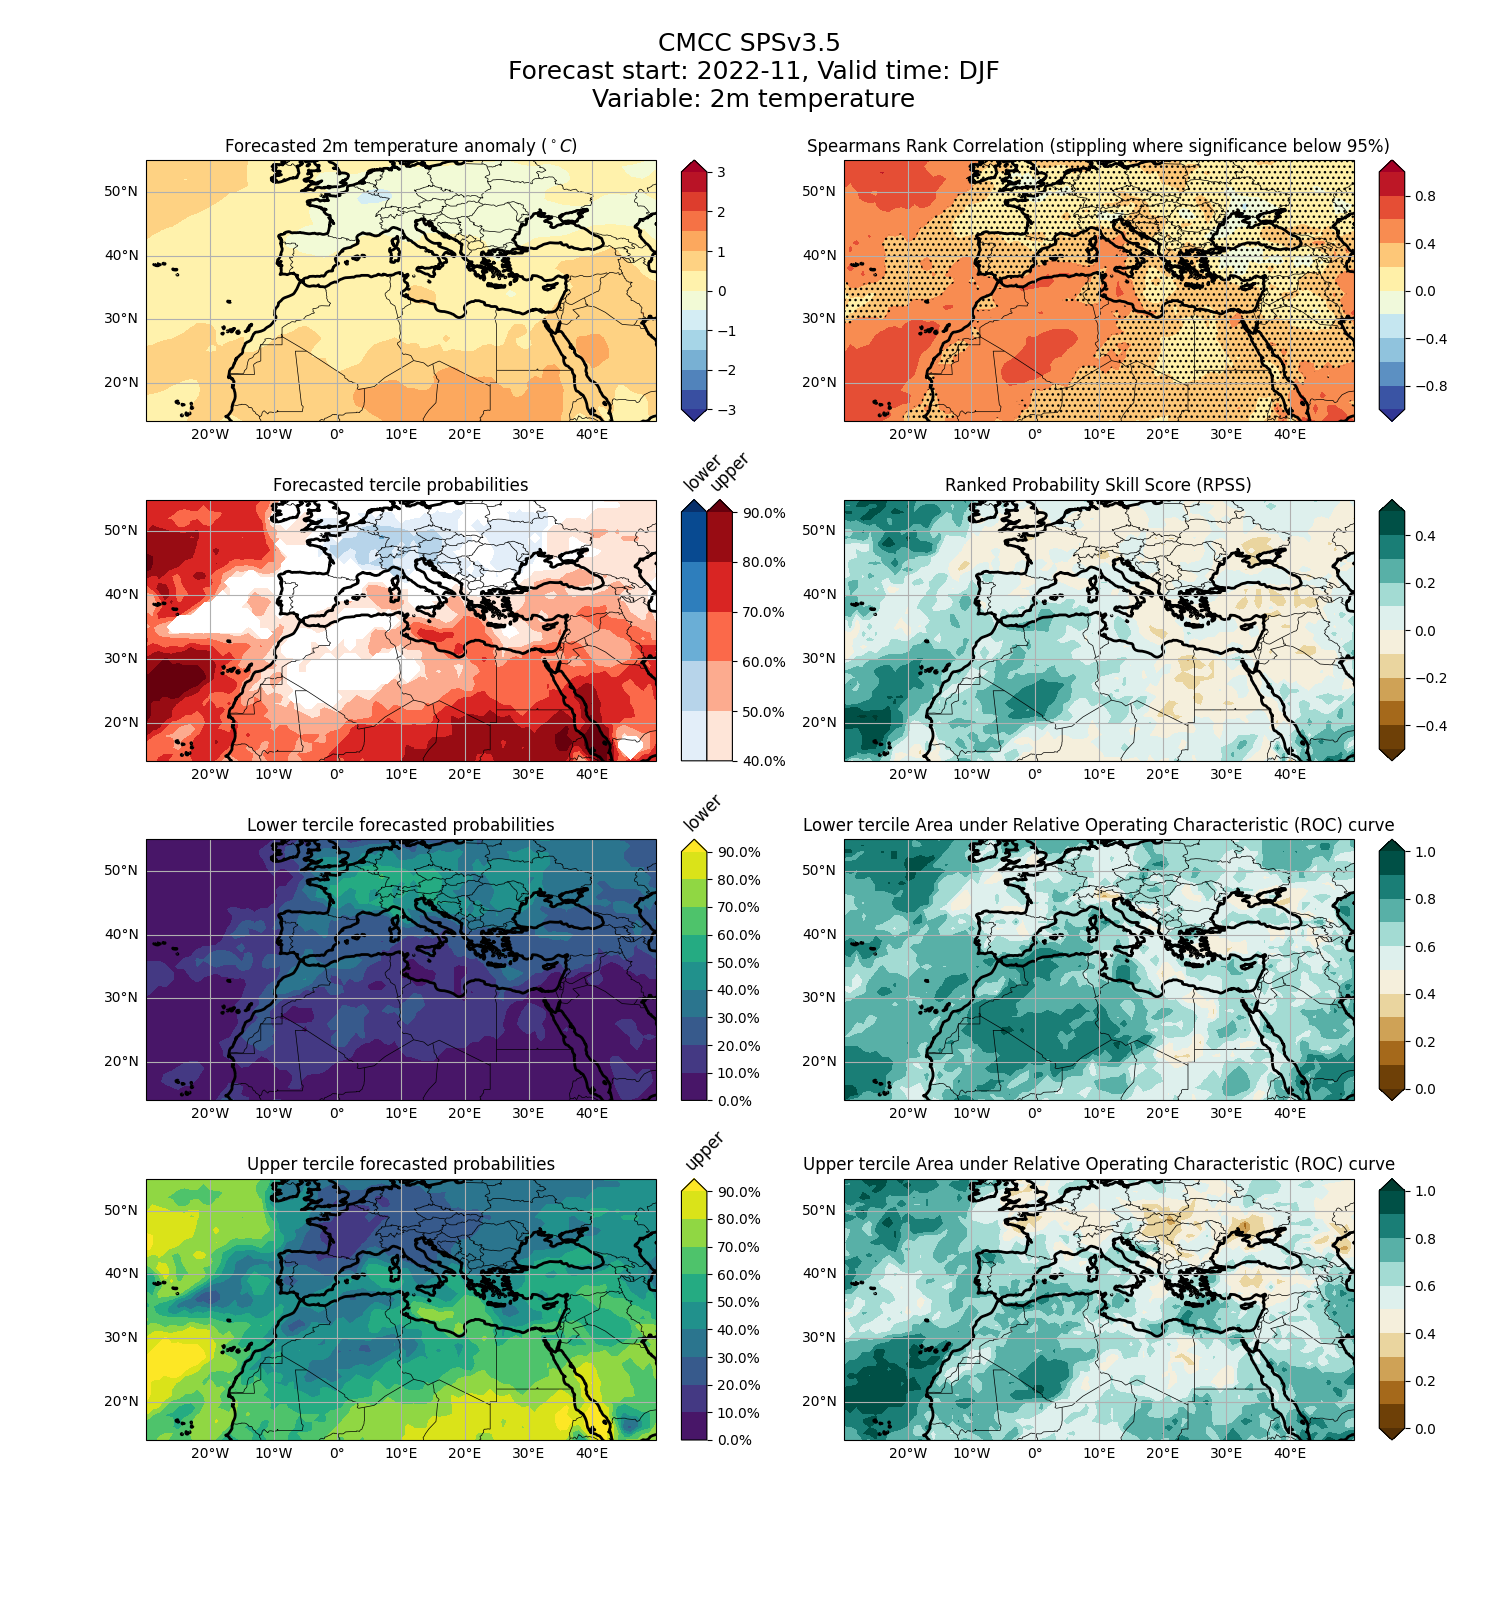 CMCC SPSv3.5
Forecast start: 2022-11, Valid time: DJF
Variable: 2m temperature
Forecasted 2m temperature anomaly (°C)
50°N
40°N
30°N
20°N
20°W 10°W 0° 10°E 20°E 30°E 40°E
3
2
1
0
−1
−2
−3
Spearmans Rank Correlation (stippling where significance below 95%)
50°N
40°N
30°N
20°N
20°W 10°W 0° 10°E 20°E 30°E 40°E
0.8
0.4
0.0
−0.4
−0.8
Forecasted tercile probabilities
50°N
40°N
30°N
20°N
20°W 10°W 0° 10°E 20°E 30°E 40°E
lower
upper
90.0%
80.0%
70.0%
60.0%
50.0%
40.0%
Ranked Probability Skill Score (RPSS)
50°N
40°N
30°N
20°N
20°W 10°W 0° 10°E 20°E 30°E 40°E
0.4
0.2
0.0
−0.2
−0.4
Lower tercile forecasted probabilities
50°N
40°N
30°N
20°N
20°W 10°W 0° 10°E 20°E 30°E 40°E
lower
90.0%
80.0%
70.0%
60.0%
50.0%
40.0%
30.0%
20.0%
10.0%
0.0%
Lower tercile Area under Relative Operating Characteristic (ROC) curve
50°N
40°N
30°N
20°N
20°W 10°W 0° 10°E 20°E 30°E 40°E
1.0
0.8
0.6
0.4
0.2
0.0
Upper tercile forecasted probabilities
50°N
40°N
30°N
20°N
20°W 10°W 0° 10°E 20°E 30°E 40°E
upper
90.0%
80.0%
70.0%
60.0%
50.0%
40.0%
30.0%
20.0%
10.0%
0.0%
Upper tercile Area under Relative Operating Characteristic (ROC) curve
50°N
40°N
30°N
20°N
20°W 10°W 0° 10°E 20°E 30°E 40°E
1.0
0.8
0.6
0.4
0.2
0.0